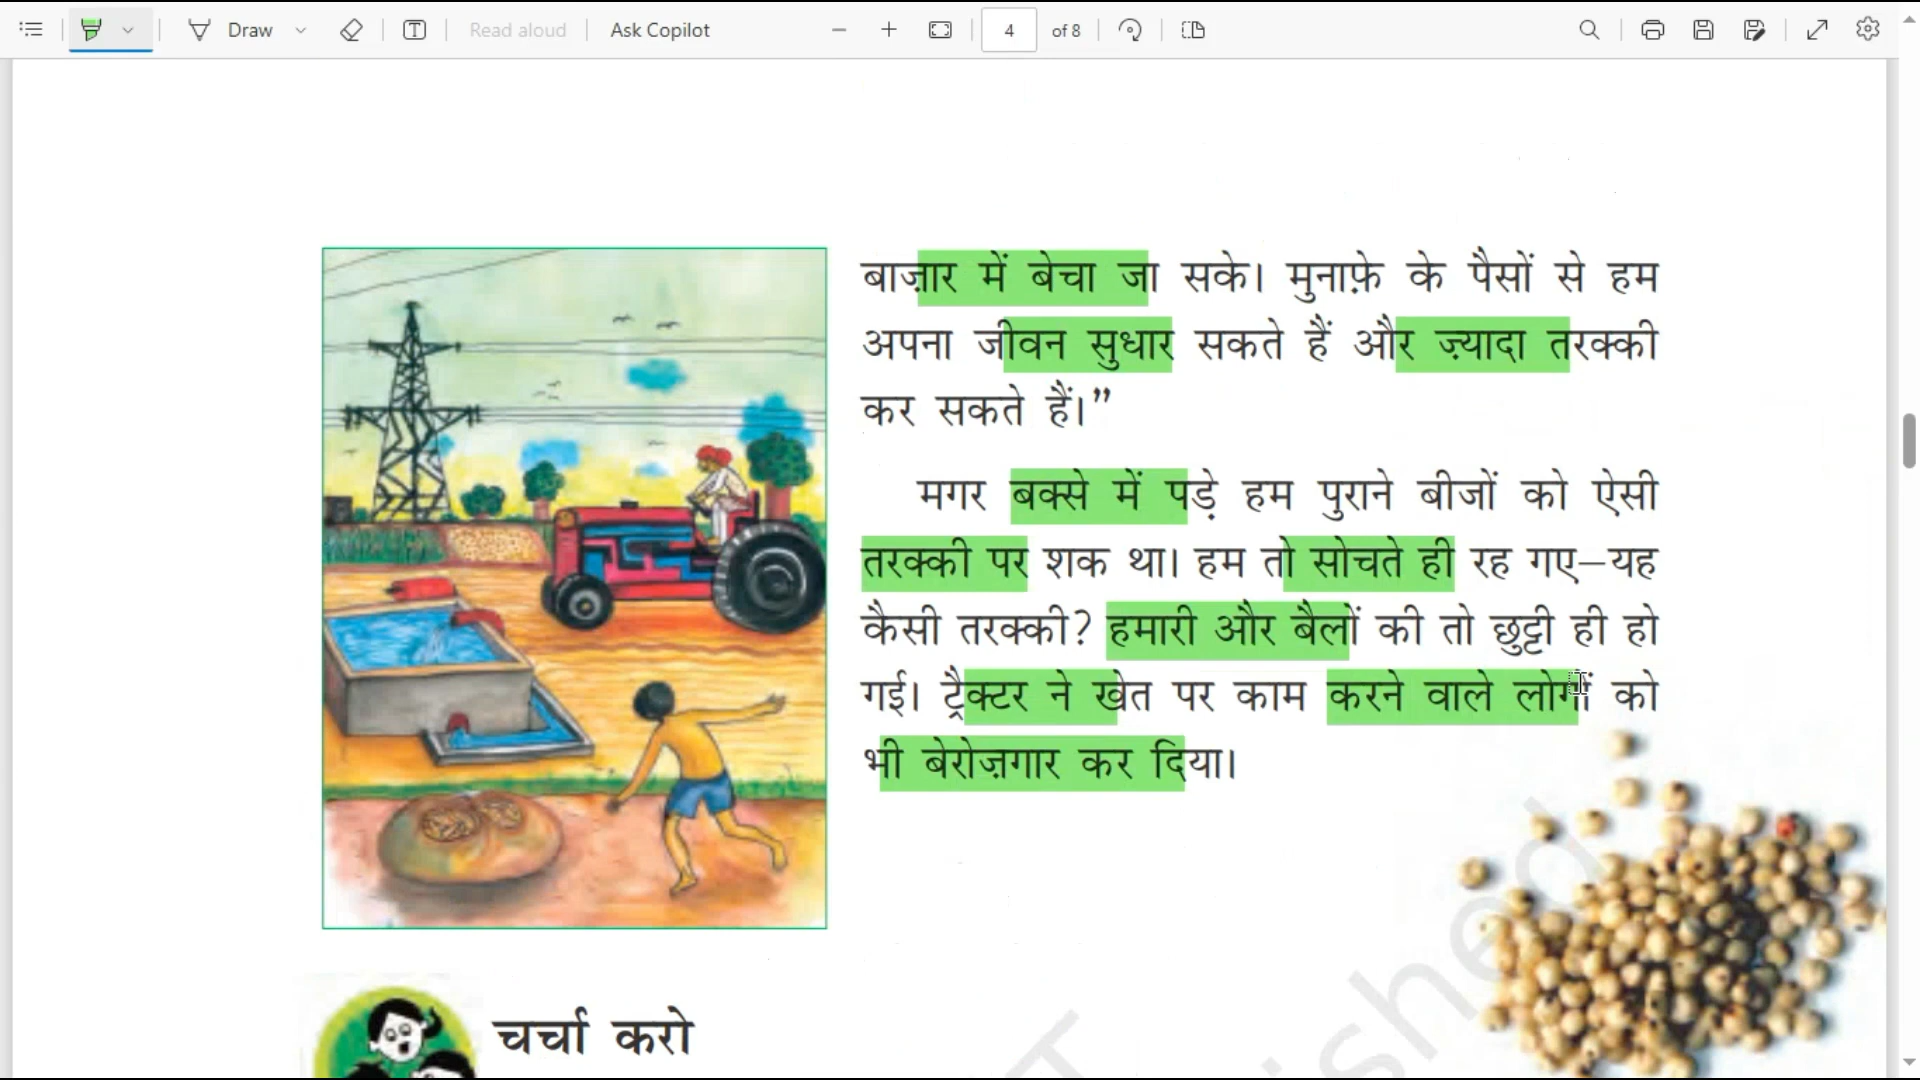 Draw
Read aloud
Ask Copilot
4
of 8
बाज़ार में बेचा जा सके। मुनाफ़े के पैसों से हम
अपना जीवन सुधार सकते हैं और ज़्यादा तरक्की
कर सकते हैं।”
मगर बक्से में पड़े हम पुराने बीजों को ऐसी
तरक्की पर शक था। हम तो सोचते ही रह गए—यह
कैसी तरक्की? हमारी और बैलों की तो छुट्टी ही हो
गई। ट्रैक्टर ने खेत पर काम करने वाले लोगों को
भी बेरोज़गार कर दिया।
चर्चा करो